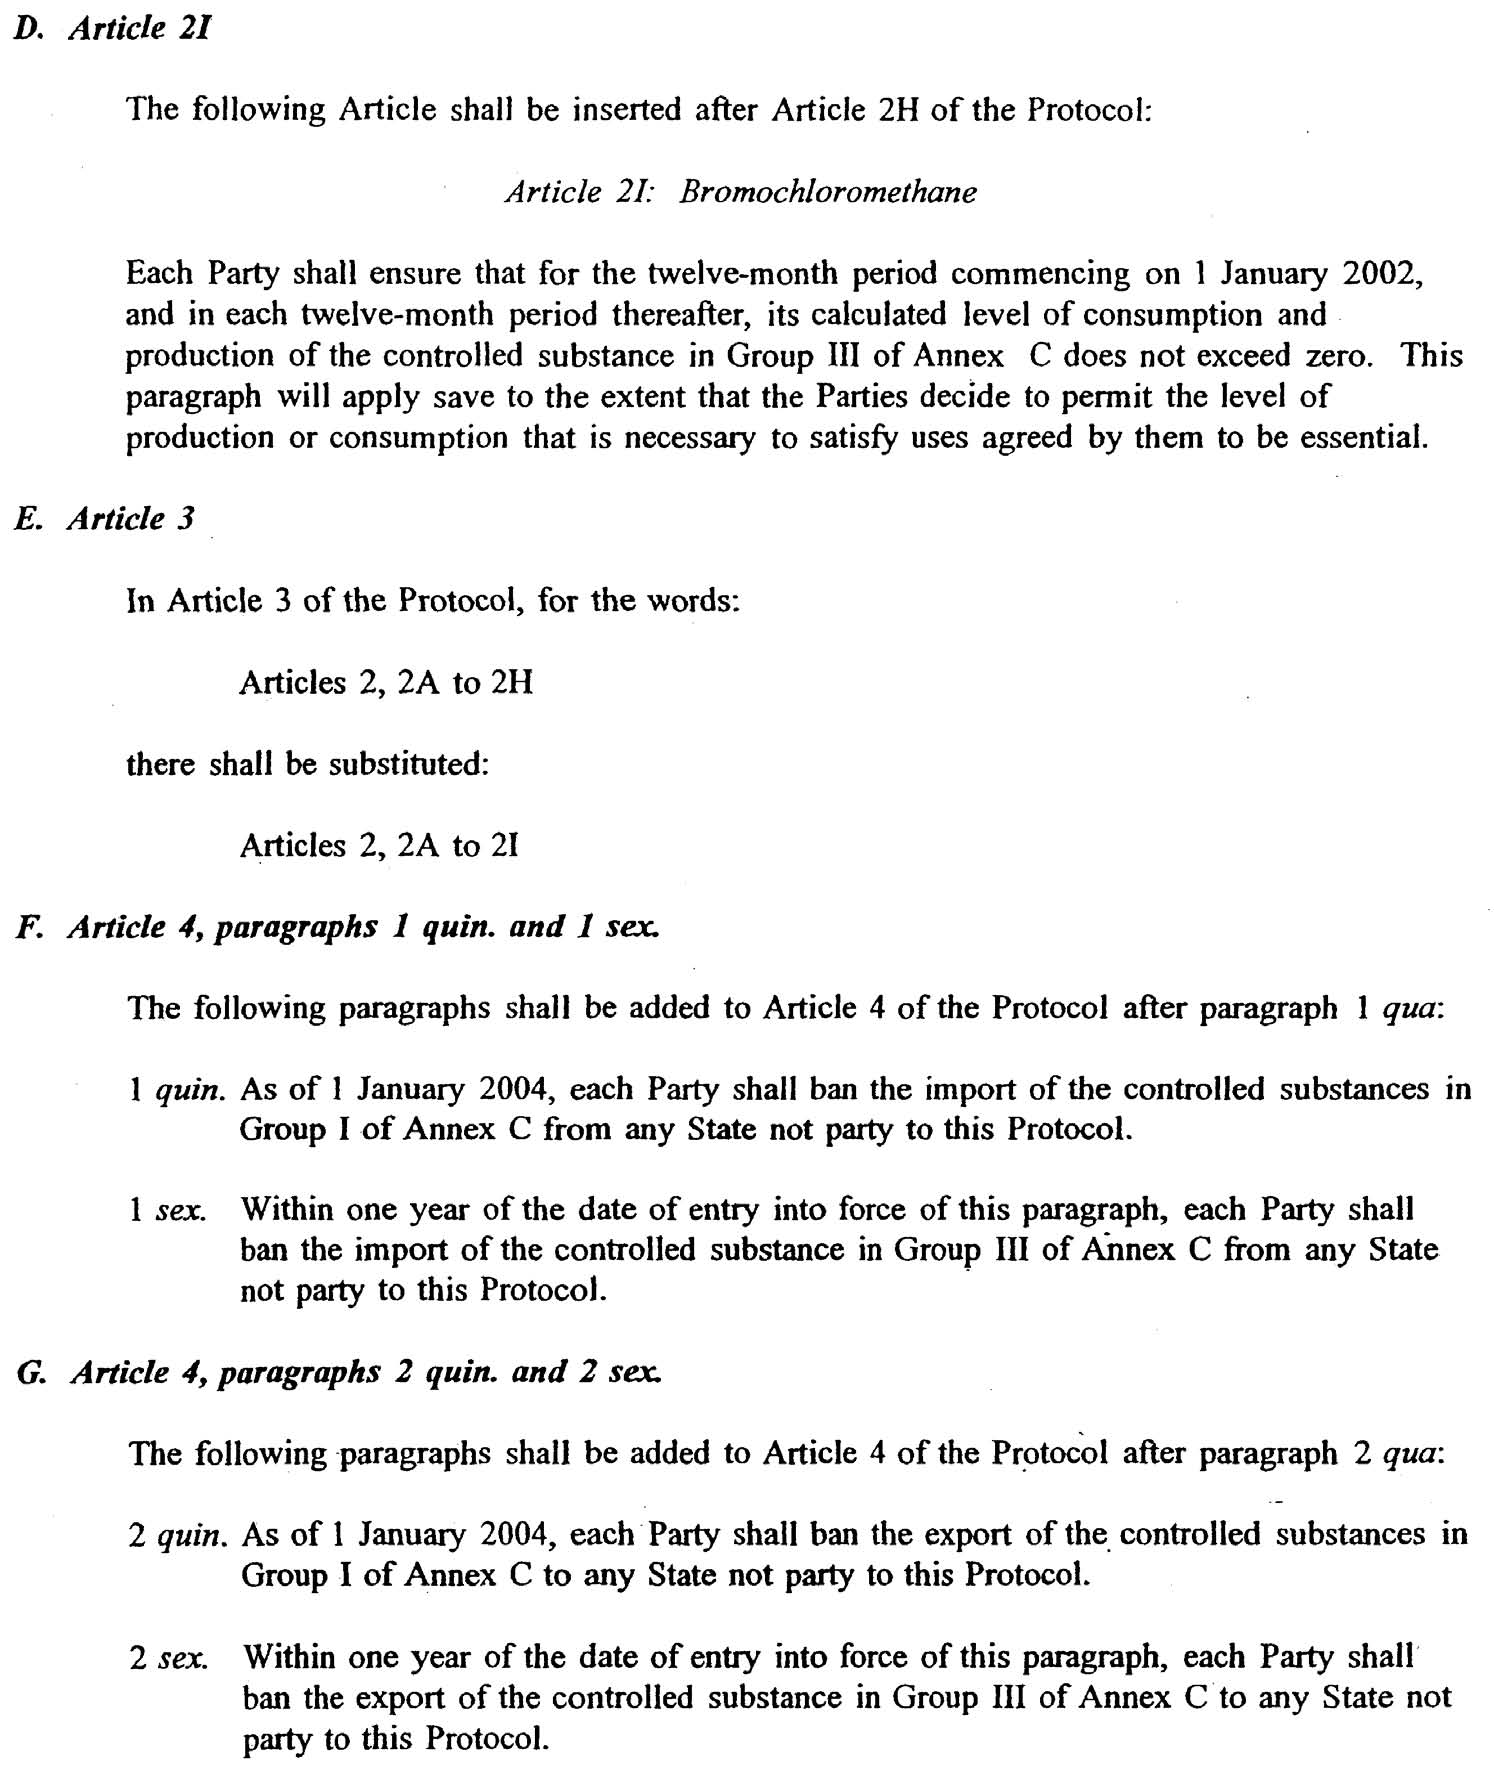 D. Article 2I
The following Article shall be inserted after Article 2H of the Protocol:
Article 2I: Bromochloromethane
Each Party shall ensure that for the twelve-month period commencing on 1 January 2002,
and in each twelve-month period thereafter, its calculated level of consumption and
production of the controlled substance in Group III of Annex C does not exceed zero. This
paragraph will apply save to the extent that the Parties decide to permit the level of
production or consumption that is necessary to satisfy uses agreed by them to be essential.
E. Article 3
In Article 3 of the Protocol, for the words:
Articles 2, 2A to 2H
there shall be substituted:
Articles 2, 2A to 2I
F. Article 4, paragraphs 1 quin. and 1 sex.
The following paragraphs shall be added to Article 4 of the Protocol after paragraph 1 qua:
1 quin. As of 1 January 2004, each Party shall ban the import of the controlled substances in
Group I of Annex C from any State not party to this Protocol.
1 sex. Within one year of the date of entry into force of this paragraph, each Party shall
ban the import of the controlled substance in Group III of Annex C from any State
not party to this Protocol.
G. Article 4, paragraphs 2 quin. and 2 sex.
The following paragraphs shall be added to Article 4 of the Protocol after paragraph 2 qua:
2 quin. As of 1 January 2004, each Party shall ban the export of the controlled substances in
Group I of Annex C to any State not party to this Protocol.
2 sex. Within one year of the date of entry into force of this paragraph, each Party shall
ban the export of the controlled substance in Group III of Annex C to any State not
party to this Protocol.